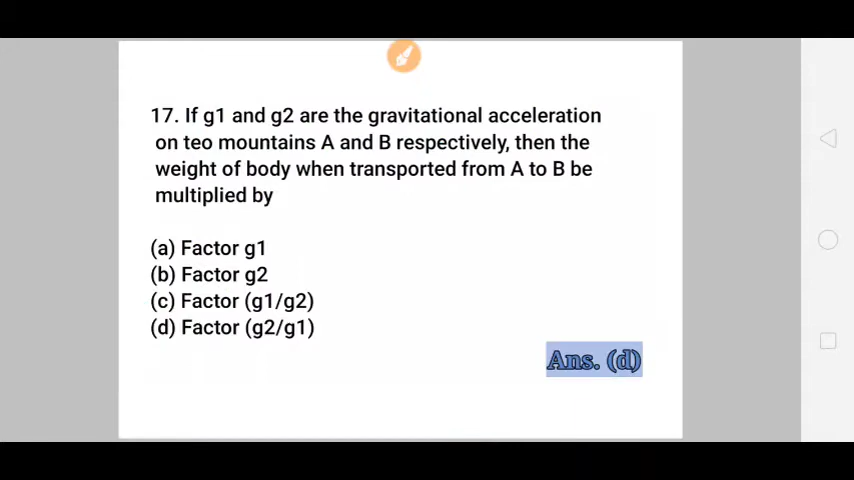 17. If g1 and g2 are the gravitational acceleration
on teo mountains A and B respectively, then the
weight of body when transported from A to B be
multiplied by
(a) Factor g1
(b) Factor g2
(c) Factor (g1/g2)
(d) Factor (g2/g1)
Ans. (d)